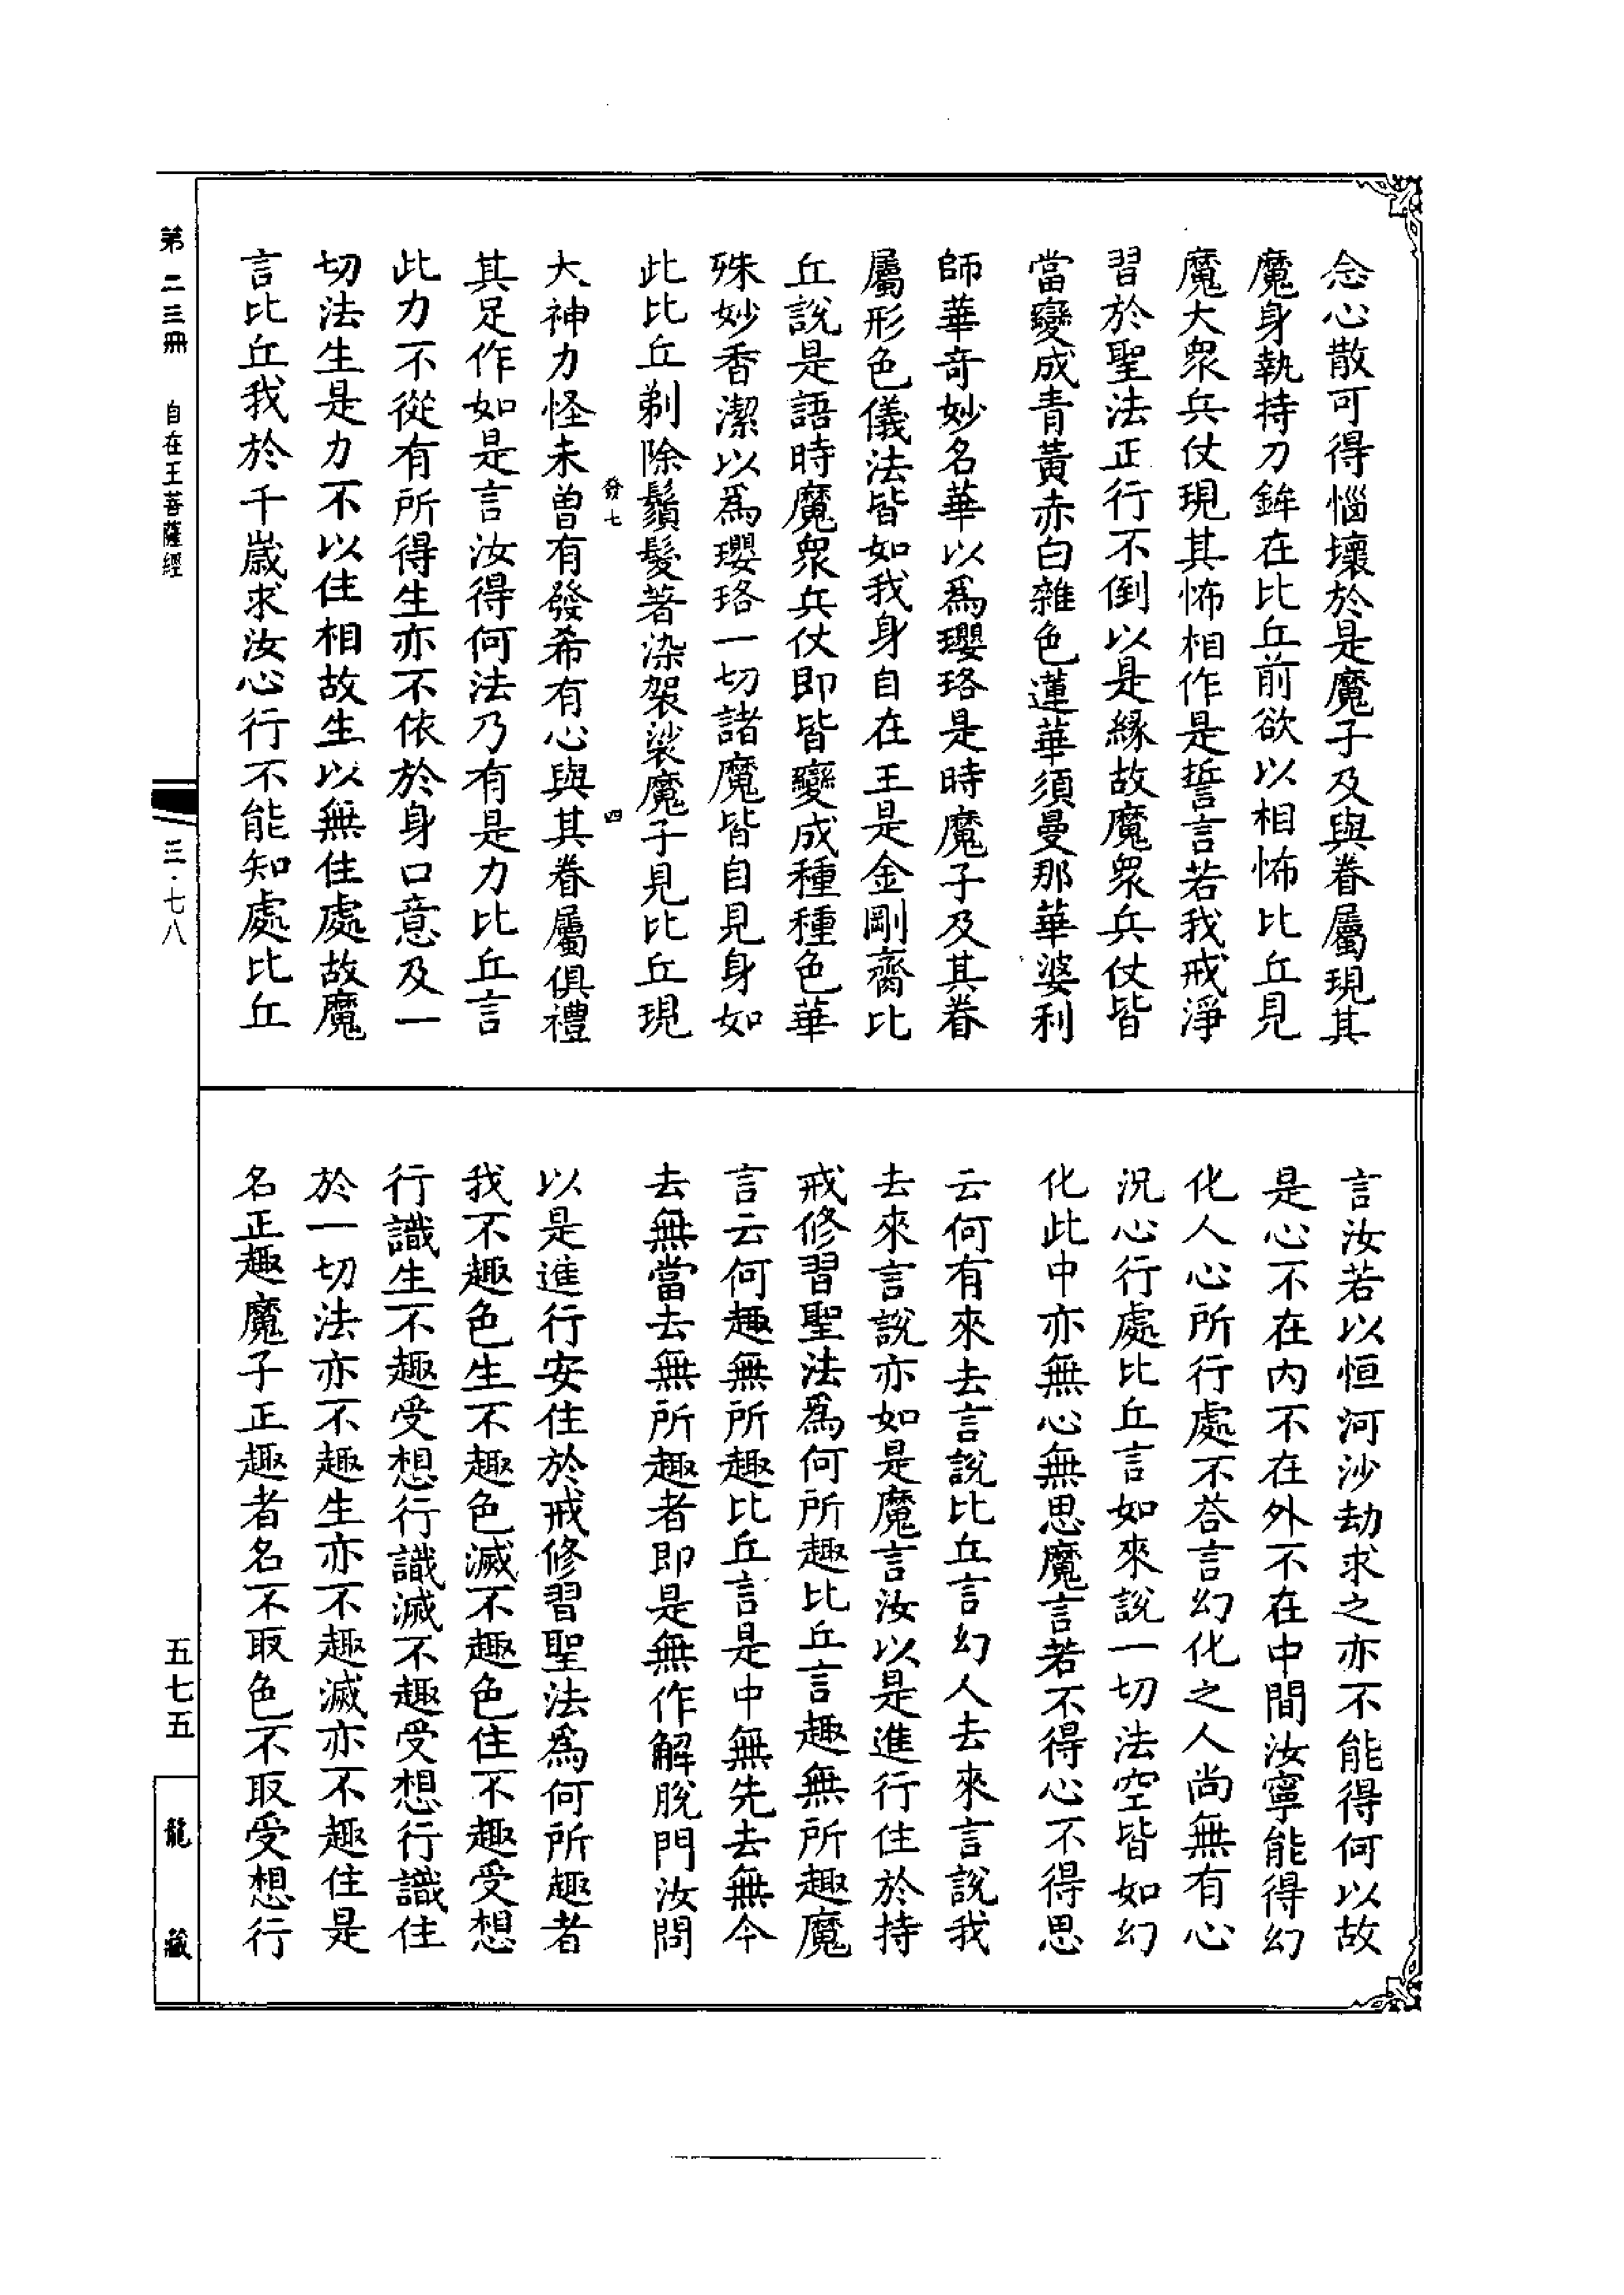 念心散可得惱壞於是魔子及與眷屬現其
魔身執持刀鉾在比丘前欲以相怖比丘見
魔大衆兵仗現其怖相作是誓言若我戒淨
習於聖法正行不倒以是緣故魔衆兵仗皆
當變成青黃赤白雜色蓮華須曼那華婆利
師華奇妙名華以爲瓔珞是時魔子及其眷
屬形色儀法皆如我身自在王是金剛齋比
丘說是語時魔衆兵仗即皆變成種種色華
殊妙香潔以爲瓔珞一切諸魔皆自見身如
此比丘剃除鬚髮著染袈裟魔子見比丘現
發七
四
大神力怪未曾有發希有心與其眷屬俱禮
其足作如是言汝得何法乃有是力比丘言
此力不從有所得生亦不依於身口意及一
切法生是力不以住相故生以無住處故魔
言比丘我於千歲求汝心行不能知處比丘
言汝若以恒河沙劫求之亦不能得何以故
是心不在內不在外不在中間汝寧能得幻
化人心所行處不荅言幻化之人尚無有心
況心行處比丘言如來說一切法空皆如幻
化此中亦無心無思魔言若不得心不得思
云何有來去言說比丘言幻人去來言說我
去來言說亦如是魔言汝以是進行住於持
戒修習聖法爲何所趣比丘言趣無所趣魔
言云何趣無所趣比丘言是中無先去無今
去無當去無所趣者即是無作解脫門汝問
以是進行安住於戒修習聖法爲何所趣者
我不趣色生不趣色滅不趣色住不趣受想
行識生不趣受想行識滅不趣受想行識住
於一切法亦不趣生亦不趣滅亦不趣住是
名正趣魔子正趣者名不取色不取受想行
第二三冊
自在王菩薩經
三·七八
五七五
龍藏